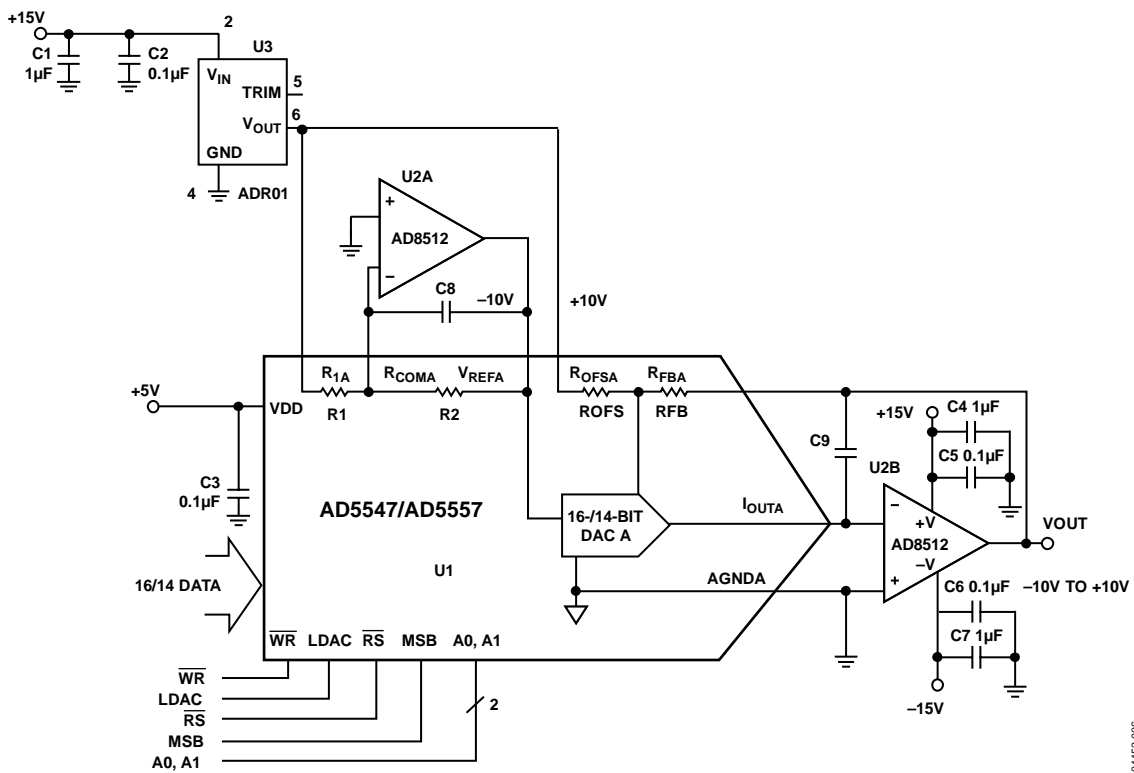 +15V
2
U3
C1
1µF
C2
0.1µF
VIN
TRIM
5
VOUT
6
GND
4
ADR01
U2A
+
AD8512
−
C8
−10V
+10V
R1A
RCOMA
VREFA
ROFSA
RFBA
R1
R2
ROFS
RFB
+5V
VDD
C3
0.1µF
C9
+15V
C4 1µF
C5 0.1µF
U2B
AD5547/AD5557
16-/14-BIT
DAC A
IOUTA
−
+V
AD8512
−V
+
VOUT
U1
AGNDA
C6 0.1µF
−10V TO +10V
C7 1µF
−15V
16/14 DATA
WR LDAC RS MSB A0, A1
WR
LDAC
RS
MSB
A0, A1
2